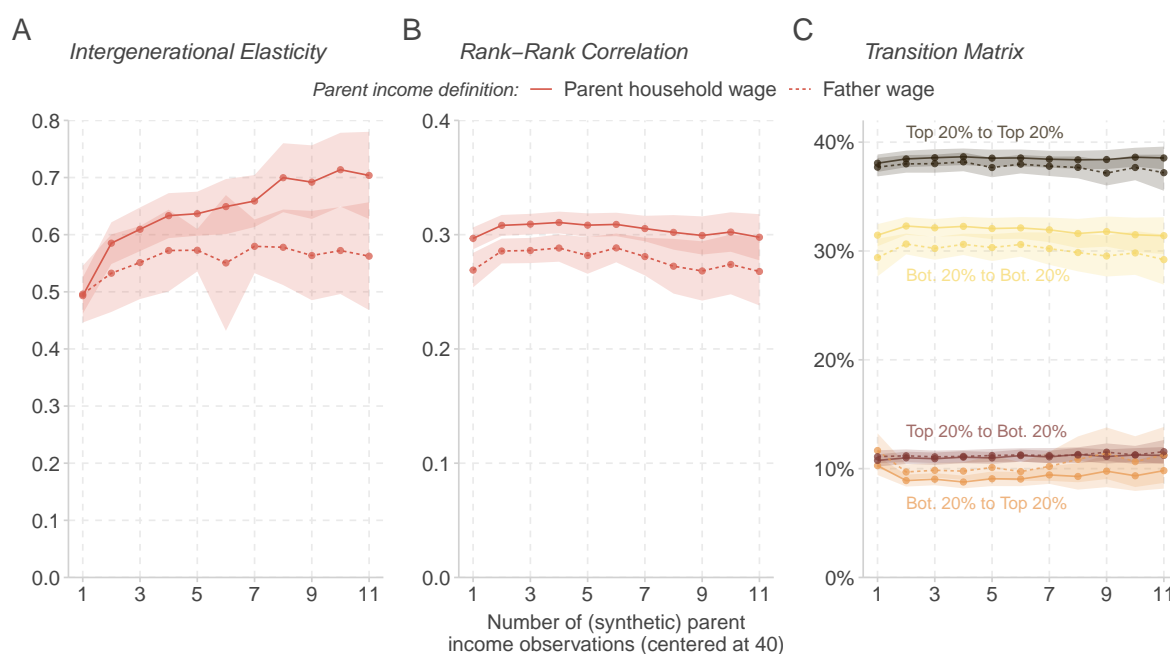 A
B
C
Intergenerational Elasticity
Rank−Rank Correlation
Transition Matrix
Parent income definition: Parent household wage Father wage
0.8
0.7
0.6
0.5
0.4
0.3
0.2
0.1
0.0
1 3 5 7 9 11
0.4
0.3
0.2
0.1
0.0
1 3 5 7 9 11
Number of (synthetic) parent
income observations (centered at 40)
40%
30%
20%
10%
0%
Top 20% to Top 20%
Bot. 20% to Bot. 20%
Top 20% to Bot. 20%
Bot. 20% to Top 20%
1 3 5 7 9 11